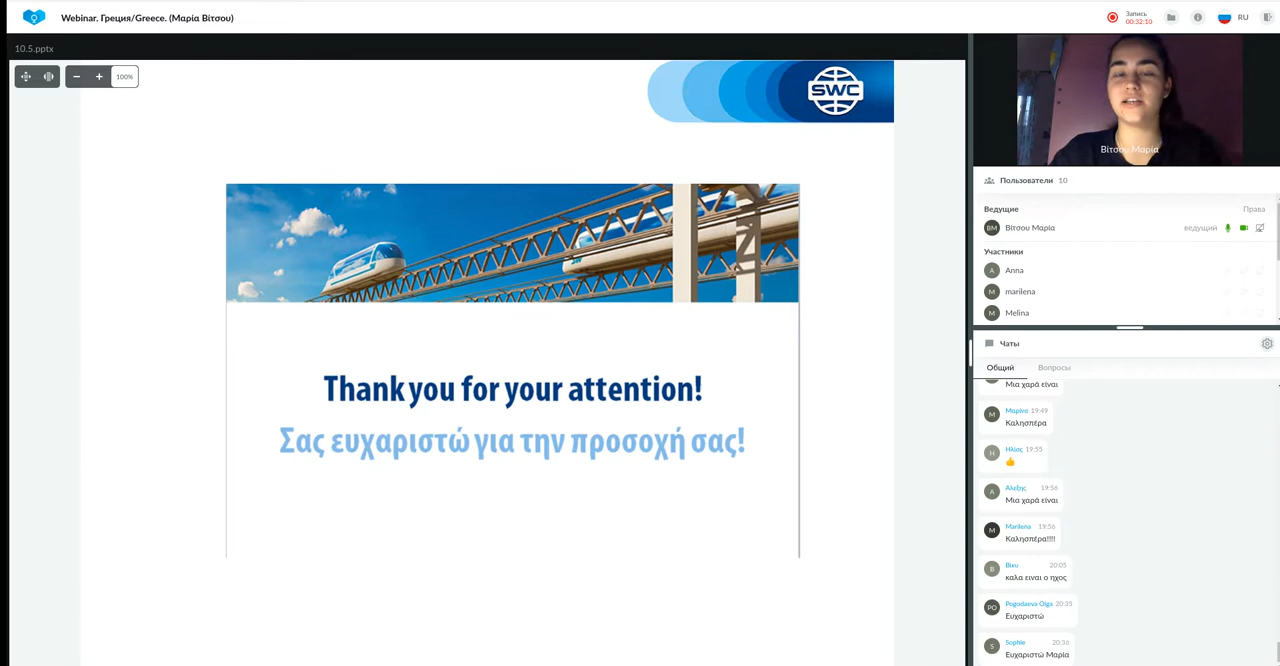 Webinar. Греция/Greece. (Μαρία Βίτσου)
Запись
00:32:10
RU
10.5.pptx
100%
SWC
Thank you for your attention!
Σας ευχαριστώ για την προσοχή σας!
Βίτσου Μαρία
Пользователи 10
Ведущие
Права
ΒΜ
Βίτσου Μαρία
ведущий
Участники
A
Anna
M
marilena
M
Melina
Чаты
Общий
Вопросы
Μια χαρά είναι
Μ
Μαρίνα 19:49
Καλησπέρα
Η
Ηλίας 19:55
👍
Α
Αλεξης 19:56
Μια χαρά είναι
M
Marilena 19:56
Καλησπέρα!!!!
Β
Βικυ 20:05
καλα ειναι ο ηχος
PO
Pogodaeva Olga 20:35
Ευχαριστώ
S
Sophie 20:36
Ευχαριστώ Μαρία